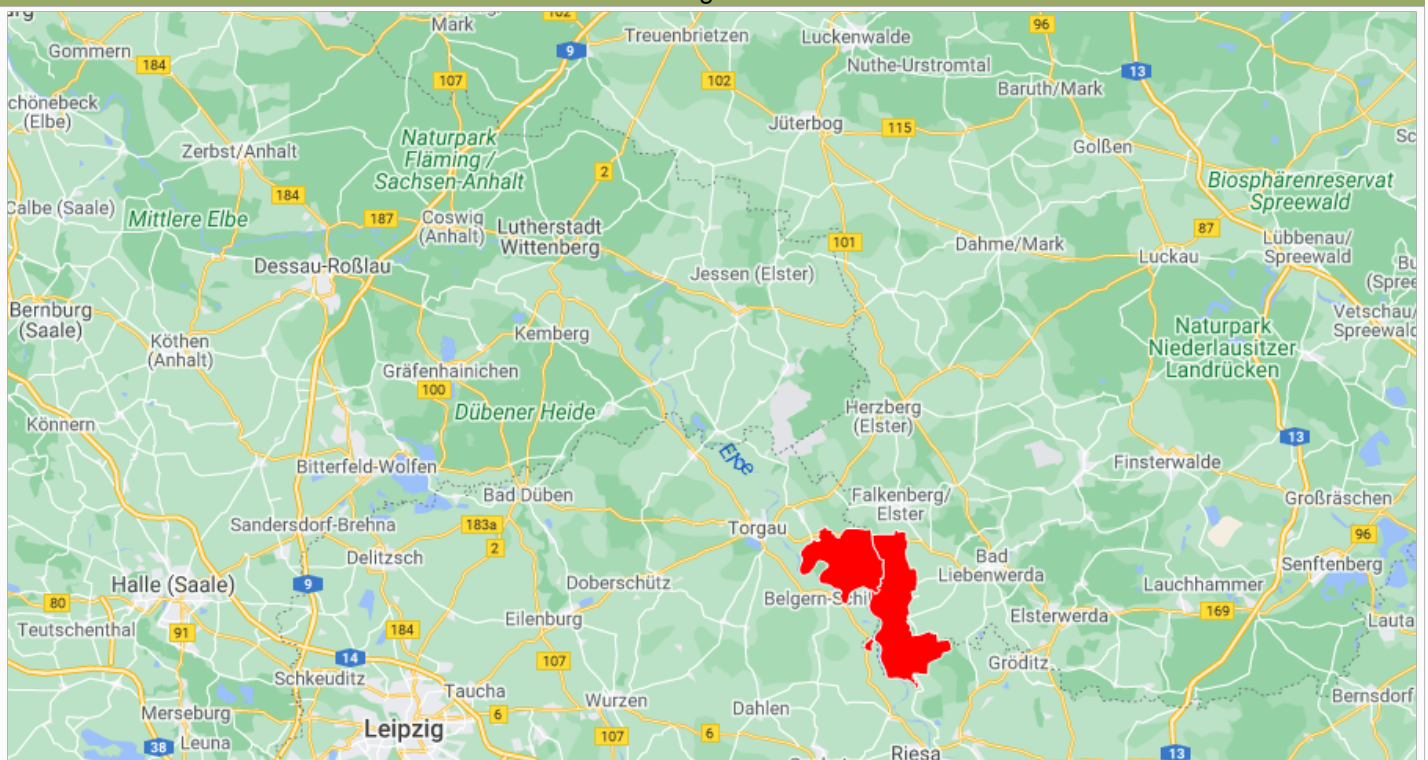 Mark
102
96
Gommern
184
9
Treuenbrietzen
Luckenwalde
Nuthe-Urstromtal
107
102
13
Baruth/Mark
chönebeck
(Elbe)
Jüterbog
115
Zerbst/Anhalt
Naturpark
Fläming /
Sachsen-Anhalt
Golßen
Sc
2
Biosphärenreservat
Spreewald
184
Calbe (Saale)
Mittlere Elbe
187
Coswig
(Anhalt)
Lutherstadt
Wittenberg
87
101
Dahme/Mark
Lübbenau/
Spreewald
Luckau
Dessau-Roßlau
Jessen (Elster)
Bu
(Spree
Bernburg
(Saale)
Köthen
(Anhalt)
Kemberg
Naturpark
Niederlausitzer
Landrücken
Vetschau/
Spreewald
Gräfenhainichen
100
Dübener Heide
Herzberg
(Elster)
Könnern
Elbe
13
Bitterfeld-Wolfen
Finsterwalde
Bad Düben
Falkenberg/
Elster
Großräschen
Sandersdorf-Brehna
183a
Torgau
96
2
Delitzsch
Bad
Liebenwerda
Senftenberg
Halle (Saale)
9
Doberschütz
Lauchhammer
80
Belgern-Schil
Elsterwerda
169
Teutschenthal
91
184
Eilenburg
Lauta
14
107
Gröditz
Schkeuditz
Taucha
Wurzen
Bernsdorf
Merseburg
6
Dahlen
Leipzig
Leuna
38
107
6
Riesa
13